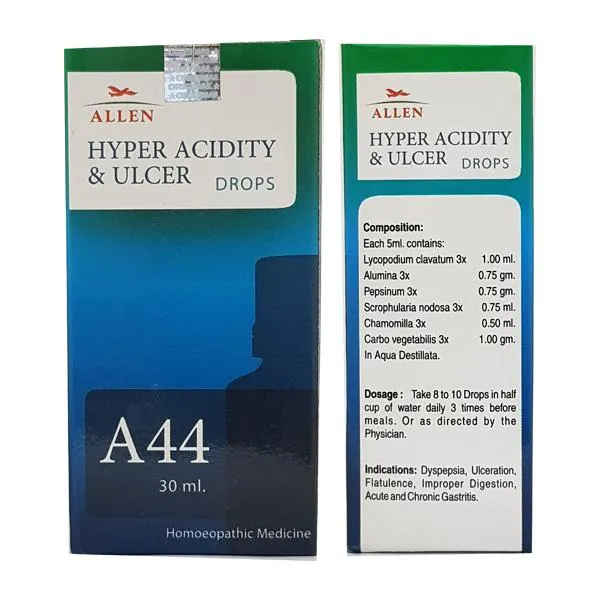 ALLEN
HYPER ACIDITY
& ULCER DROPS
A44
30 ml.
Homoeopathic Medicine
ALLEN
HYPER ACIDITY
& ULCER DROPS
Composition:
Each 5ml. contains:
Lycopodium clavatum 3x 1.00 ml.
Alumina 3x 0.75 gm.
Pepsinum 3x 0.75 gm.
Scrophularia nodosa 3x 0.75 ml.
Chamomilla 3x 0.50 ml.
Carbo vegetabilis 3x 1.00 gm.
In Aqua Destillata.
Dosage : Take 8 to 10 Drops in half
cup of water daily 3 times before
meals. Or as directed by the
Physician.
Indications: Dyspepsia, Ulceration,
Flatulence, Improper Digestion,
Acute and Chronic Gastritis.